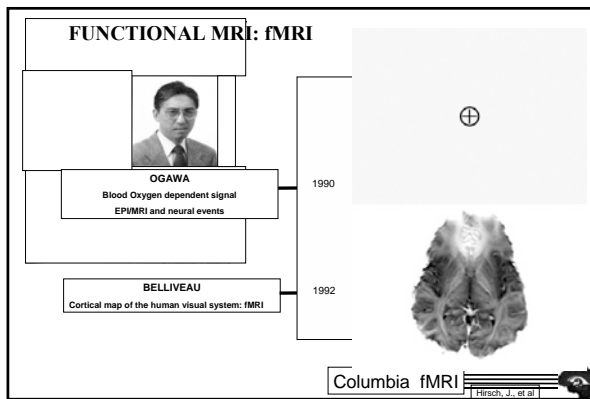 FUNCTIONAL MRI: fMRI
OGAWA
Blood Oxygen dependent signal
EPI/MRI and neural events
1990
BELLIVEAU
Cortical map of the human visual system: fMRI
1992
Columbia fMRI
Hirsch, J., et al